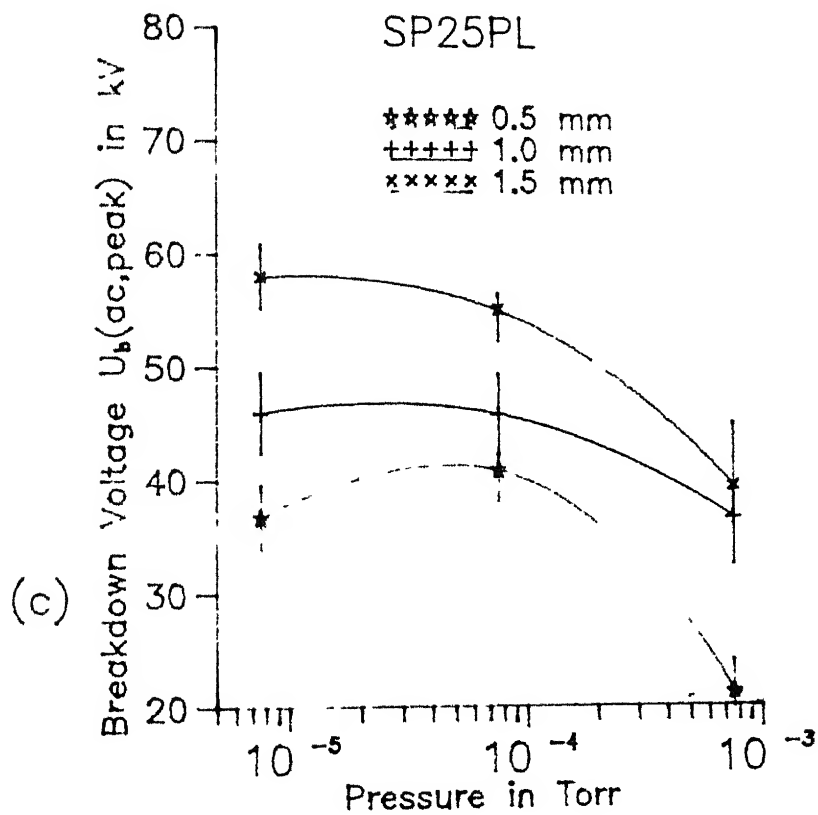 SP25PL
0.5 mm
1.0 mm
1.5 mm
80
70
60
50
40
30
20
Breakdown Voltage U_b(ac,peak) in kV
(c)
10^-5
10^-4
10^-3
Pressure in Torr